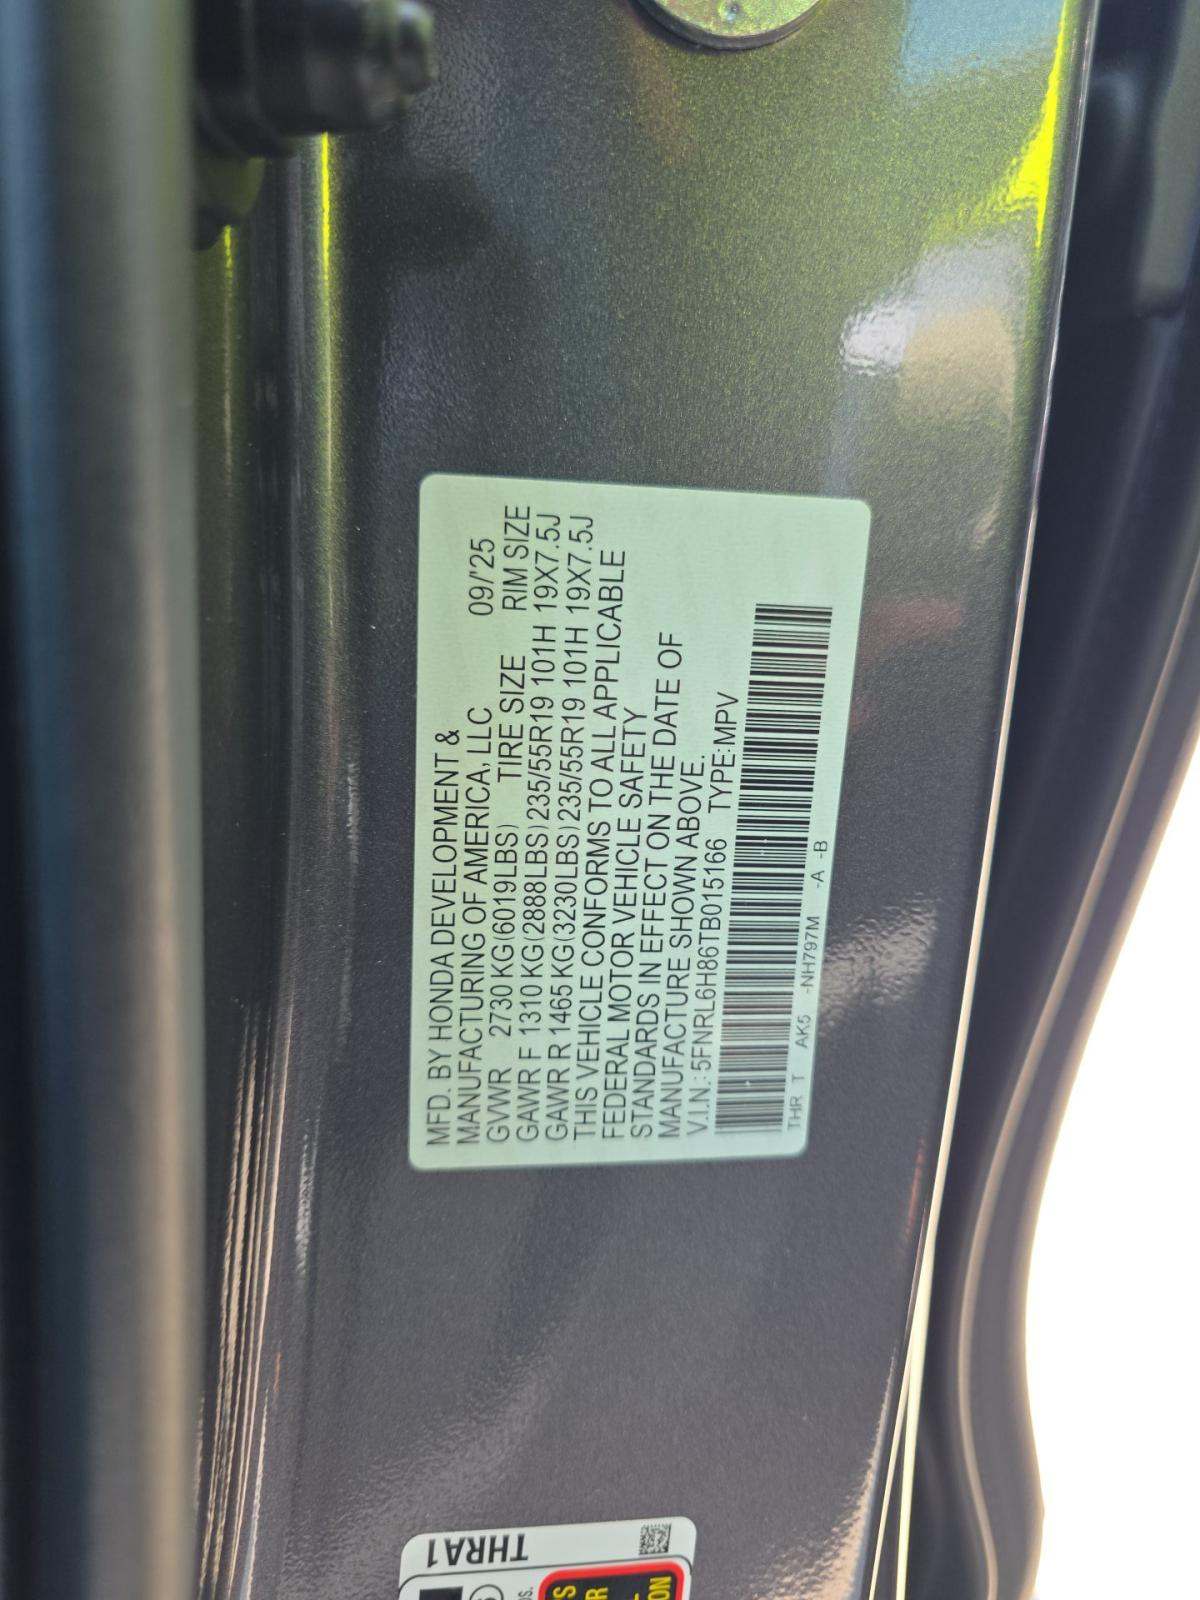 MFD. BY HONDA DEVELOPMENT &
MANUFACTURING OF AMERICA, LLC 09/'25
GVWR 2730 KG(6019LBS) TIRE SIZE RIM SIZE
GAWR F 1310 KG(2888LBS) 235/55R19 101H 19X7.5J
GAWR R 1465 KG(3230LBS) 235/55R19 101H 19X7.5J
THIS VEHICLE CONFORMS TO ALL APPLICABLE
FEDERAL MOTOR VEHICLE SAFETY
STANDARDS IN EFFECT ON THE DATE OF
MANUFACTURE SHOWN ABOVE.
V.I.N.: 5FNRL6H86TB015166 TYPE: MPV
THR T AK5 -NH797M -A -B
THRA1